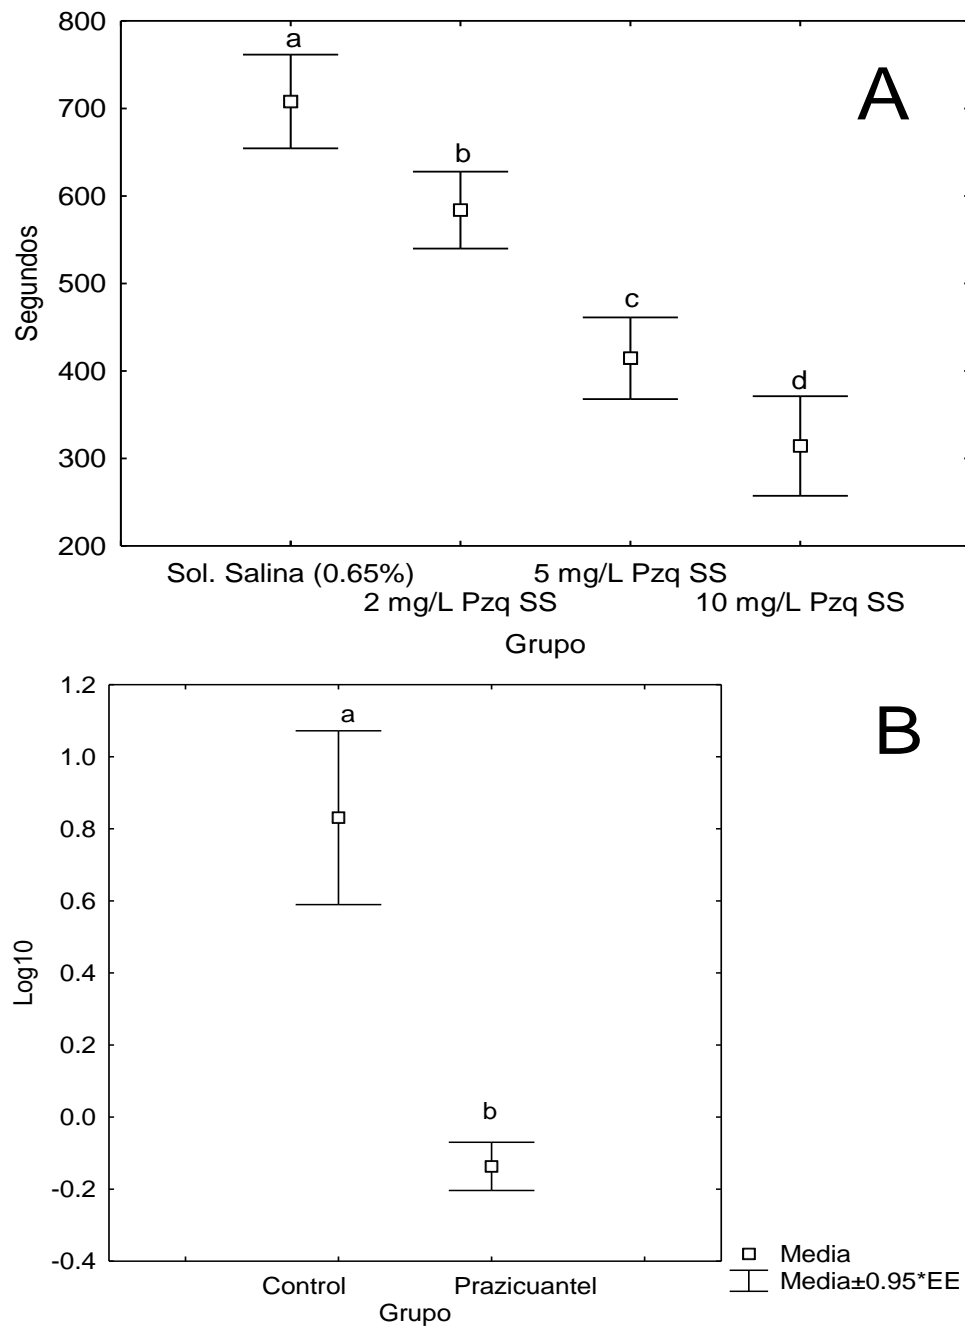 A
800
700
600
500
400
300
200
Segundos
a
b
c
d
Sol. Salina (0.65%)
5 mg/L Pzq SS
2 mg/L Pzq SS
10 mg/L Pzq SS
Grupo
B
1.2
1.0
0.8
0.6
0.4
0.2
0.0
-0.2
-0.4
Log10
a
b
Control
Prazicuantel
Grupo
Media
Media±0.95*EE